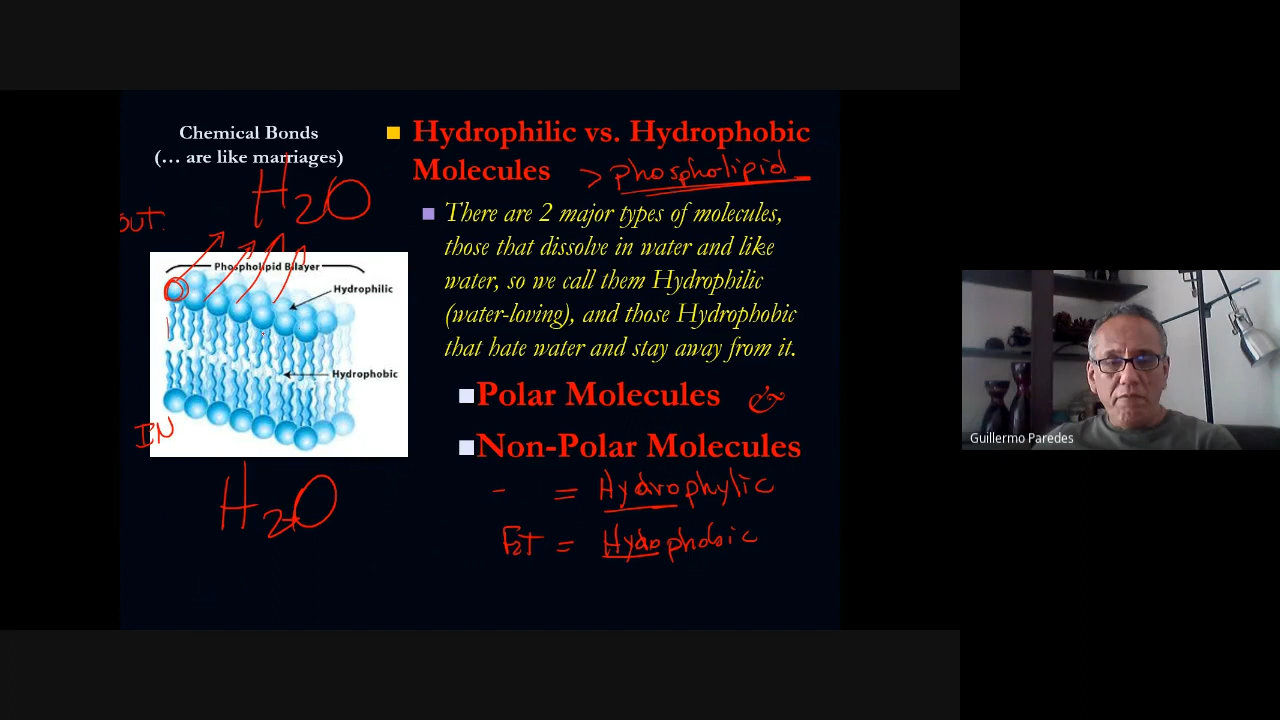 Chemical Bonds
(… are like marriages)
H2O
OUT.
Phospholipid Bilayer
Hydrophilic
Hydrophobic
IN
H2O
Hydrophilic vs. Hydrophobic
Molecules > phospholipid
There are 2 major types of molecules,
those that dissolve in water and like
water, so we call them Hydrophilic
(water-loving), and those Hydrophobic
that hate water and stay away from it.
Polar Molecules &
Non-Polar Molecules
- = Hydrophylic
= Hydrophobic
Guillermo Paredes